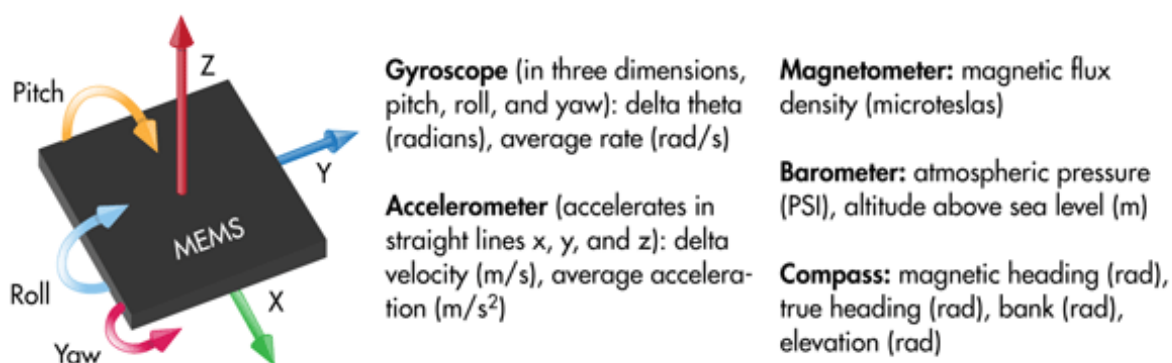 Z
Pitch
Y
MEMS
Roll
X
Yaw
Gyroscope (in three dimensions,
pitch, roll, and yaw): delta theta
(radians), average rate (rad/s)
Accelerometer (accelerates in
straight lines x, y, and z): delta
velocity (m/s), average accelera-
tion (m/s²)
Magnetometer: magnetic flux
density (microteslas)
Barometer: atmospheric pressure
(PSI), altitude above sea level (m)
Compass: magnetic heading (rad),
true heading (rad), bank (rad),
elevation (rad)